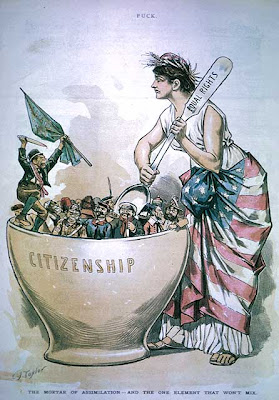 PUCK.
EQUAL RIGHTS
CITIZENSHIP
THE MORTAR OF ASSIMILATION—AND THE ONE ELEMENT THAT WON'T MIX.